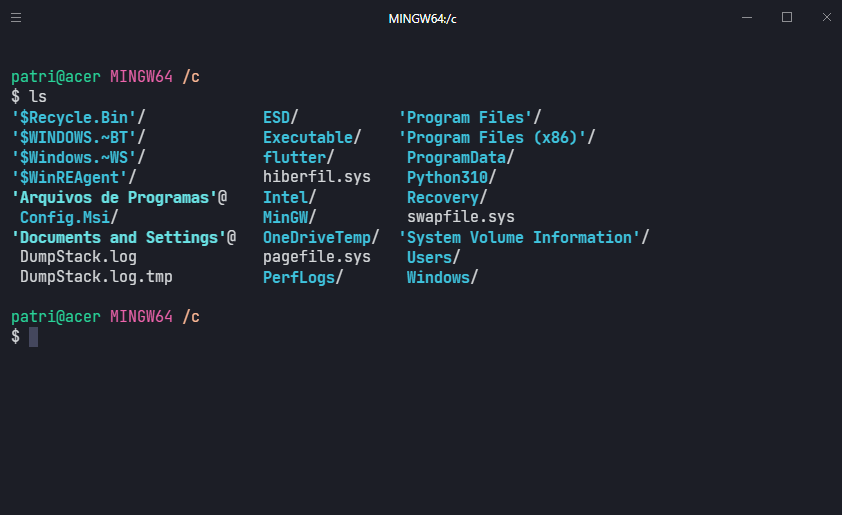 MINGW64:/c
patri@acer MINGW64 /c
$ ls
'$Recycle.Bin'/ ESD/ 'Program Files'/
'$WINDOWS.~BT'/ Executable/ 'Program Files (x86)'/
'$Windows.~WS'/ flutter/ ProgramData/
'$WinREAgent'/ hiberfil.sys Python310/
'Arquivos de Programas'@ Intel/ Recovery/
Config.Msi/ MinGW/ swapfile.sys
'Documents and Settings'@ OneDriveTemp/ 'System Volume Information'/
DumpStack.log pagefile.sys Users/
DumpStack.log.tmp PerfLogs/ Windows/
patri@acer MINGW64 /c
$